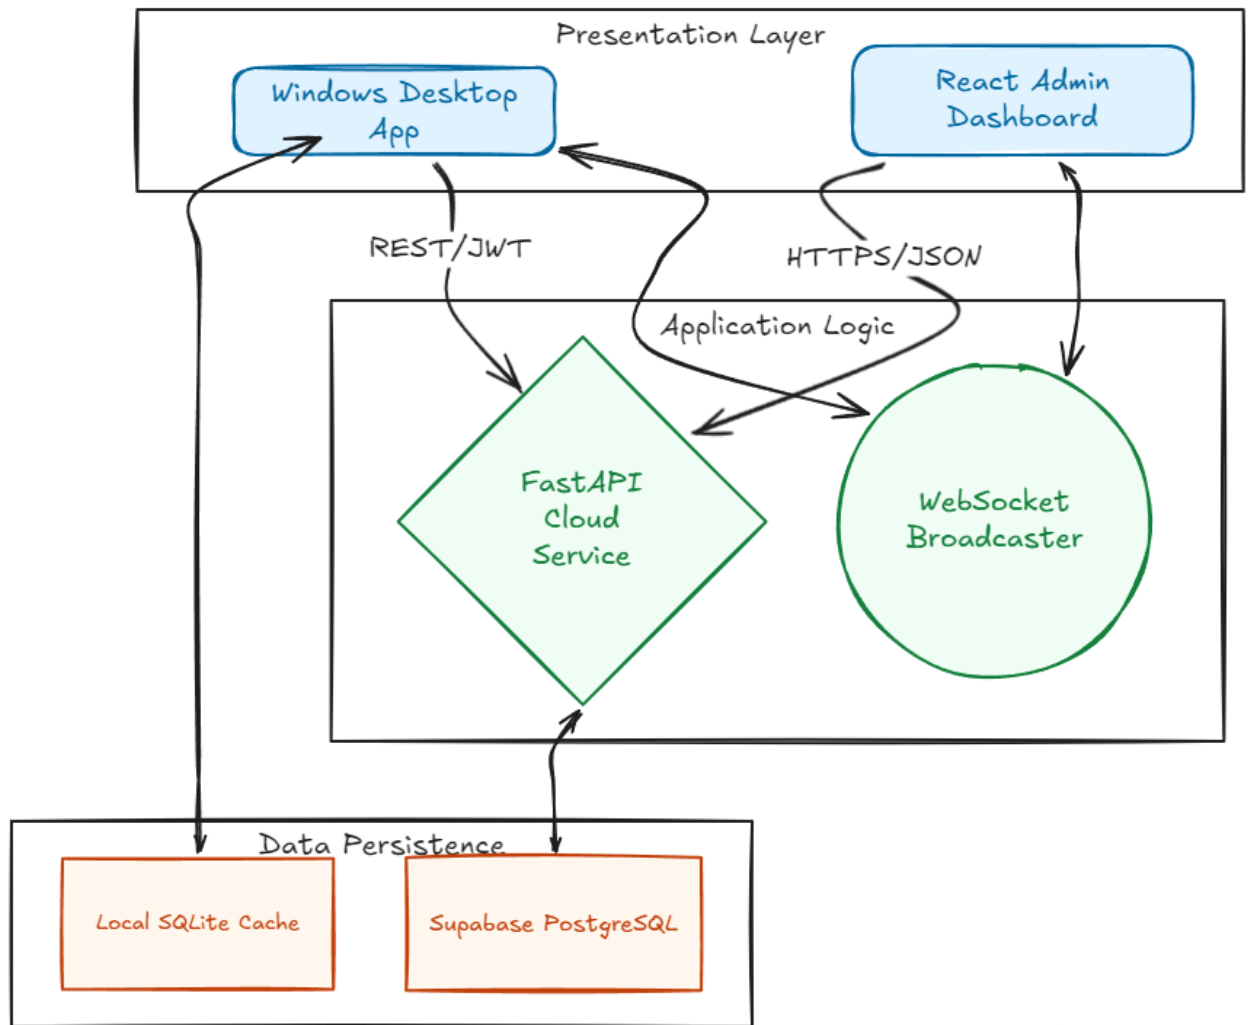 Presentation Layer
Windows Desktop
App
React Admin
Dashboard
REST/JWT
HTTPS/JSON
Application Logic
FastAPI
Cloud
Service
WebSocket
Broadcaster
Data Persistence
Local SQLite Cache
Supabase PostgreSQL